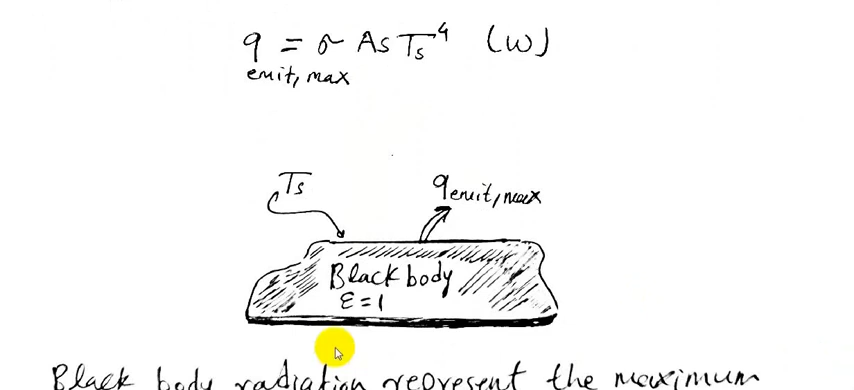 q = σ As Ts⁴ (W)
emit, max
Ts
qemit, max
Black body
ε = 1
Black body radiation represent the maximum